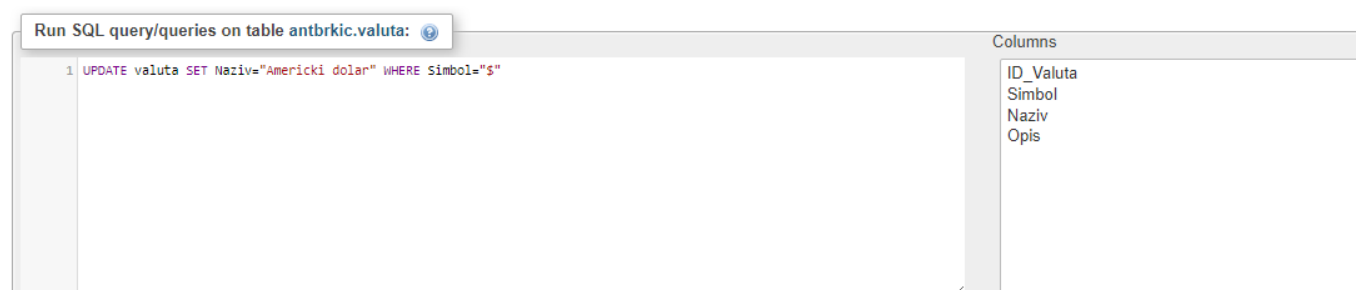 Run SQL query/queries on table antbrkic.valuta:
Columns
1 UPDATE valuta SET Naziv="Americki dolar" WHERE Simbol="$"
ID_Valuta
Simbol
Naziv
Opis